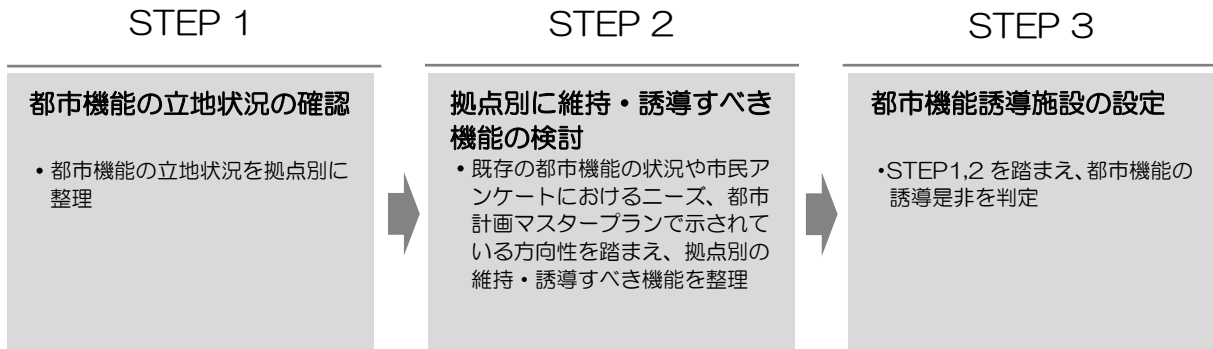 STEP 1
都市機能の立地状況の確認
• 都市機能の立地状況を拠点別に
整理
STEP 2
拠点別に維持・誘導すべき
機能の検討
• 既存の都市機能の状況や市民ア
ンケートにおけるニーズ、都市
計画マスタープランで示されて
いる方向性を踏まえ、拠点別の
維持・誘導すべき機能を整理
STEP 3
都市機能誘導施設の設定
•STEP1,2 を踏まえ、都市機能の
誘導是非を判定